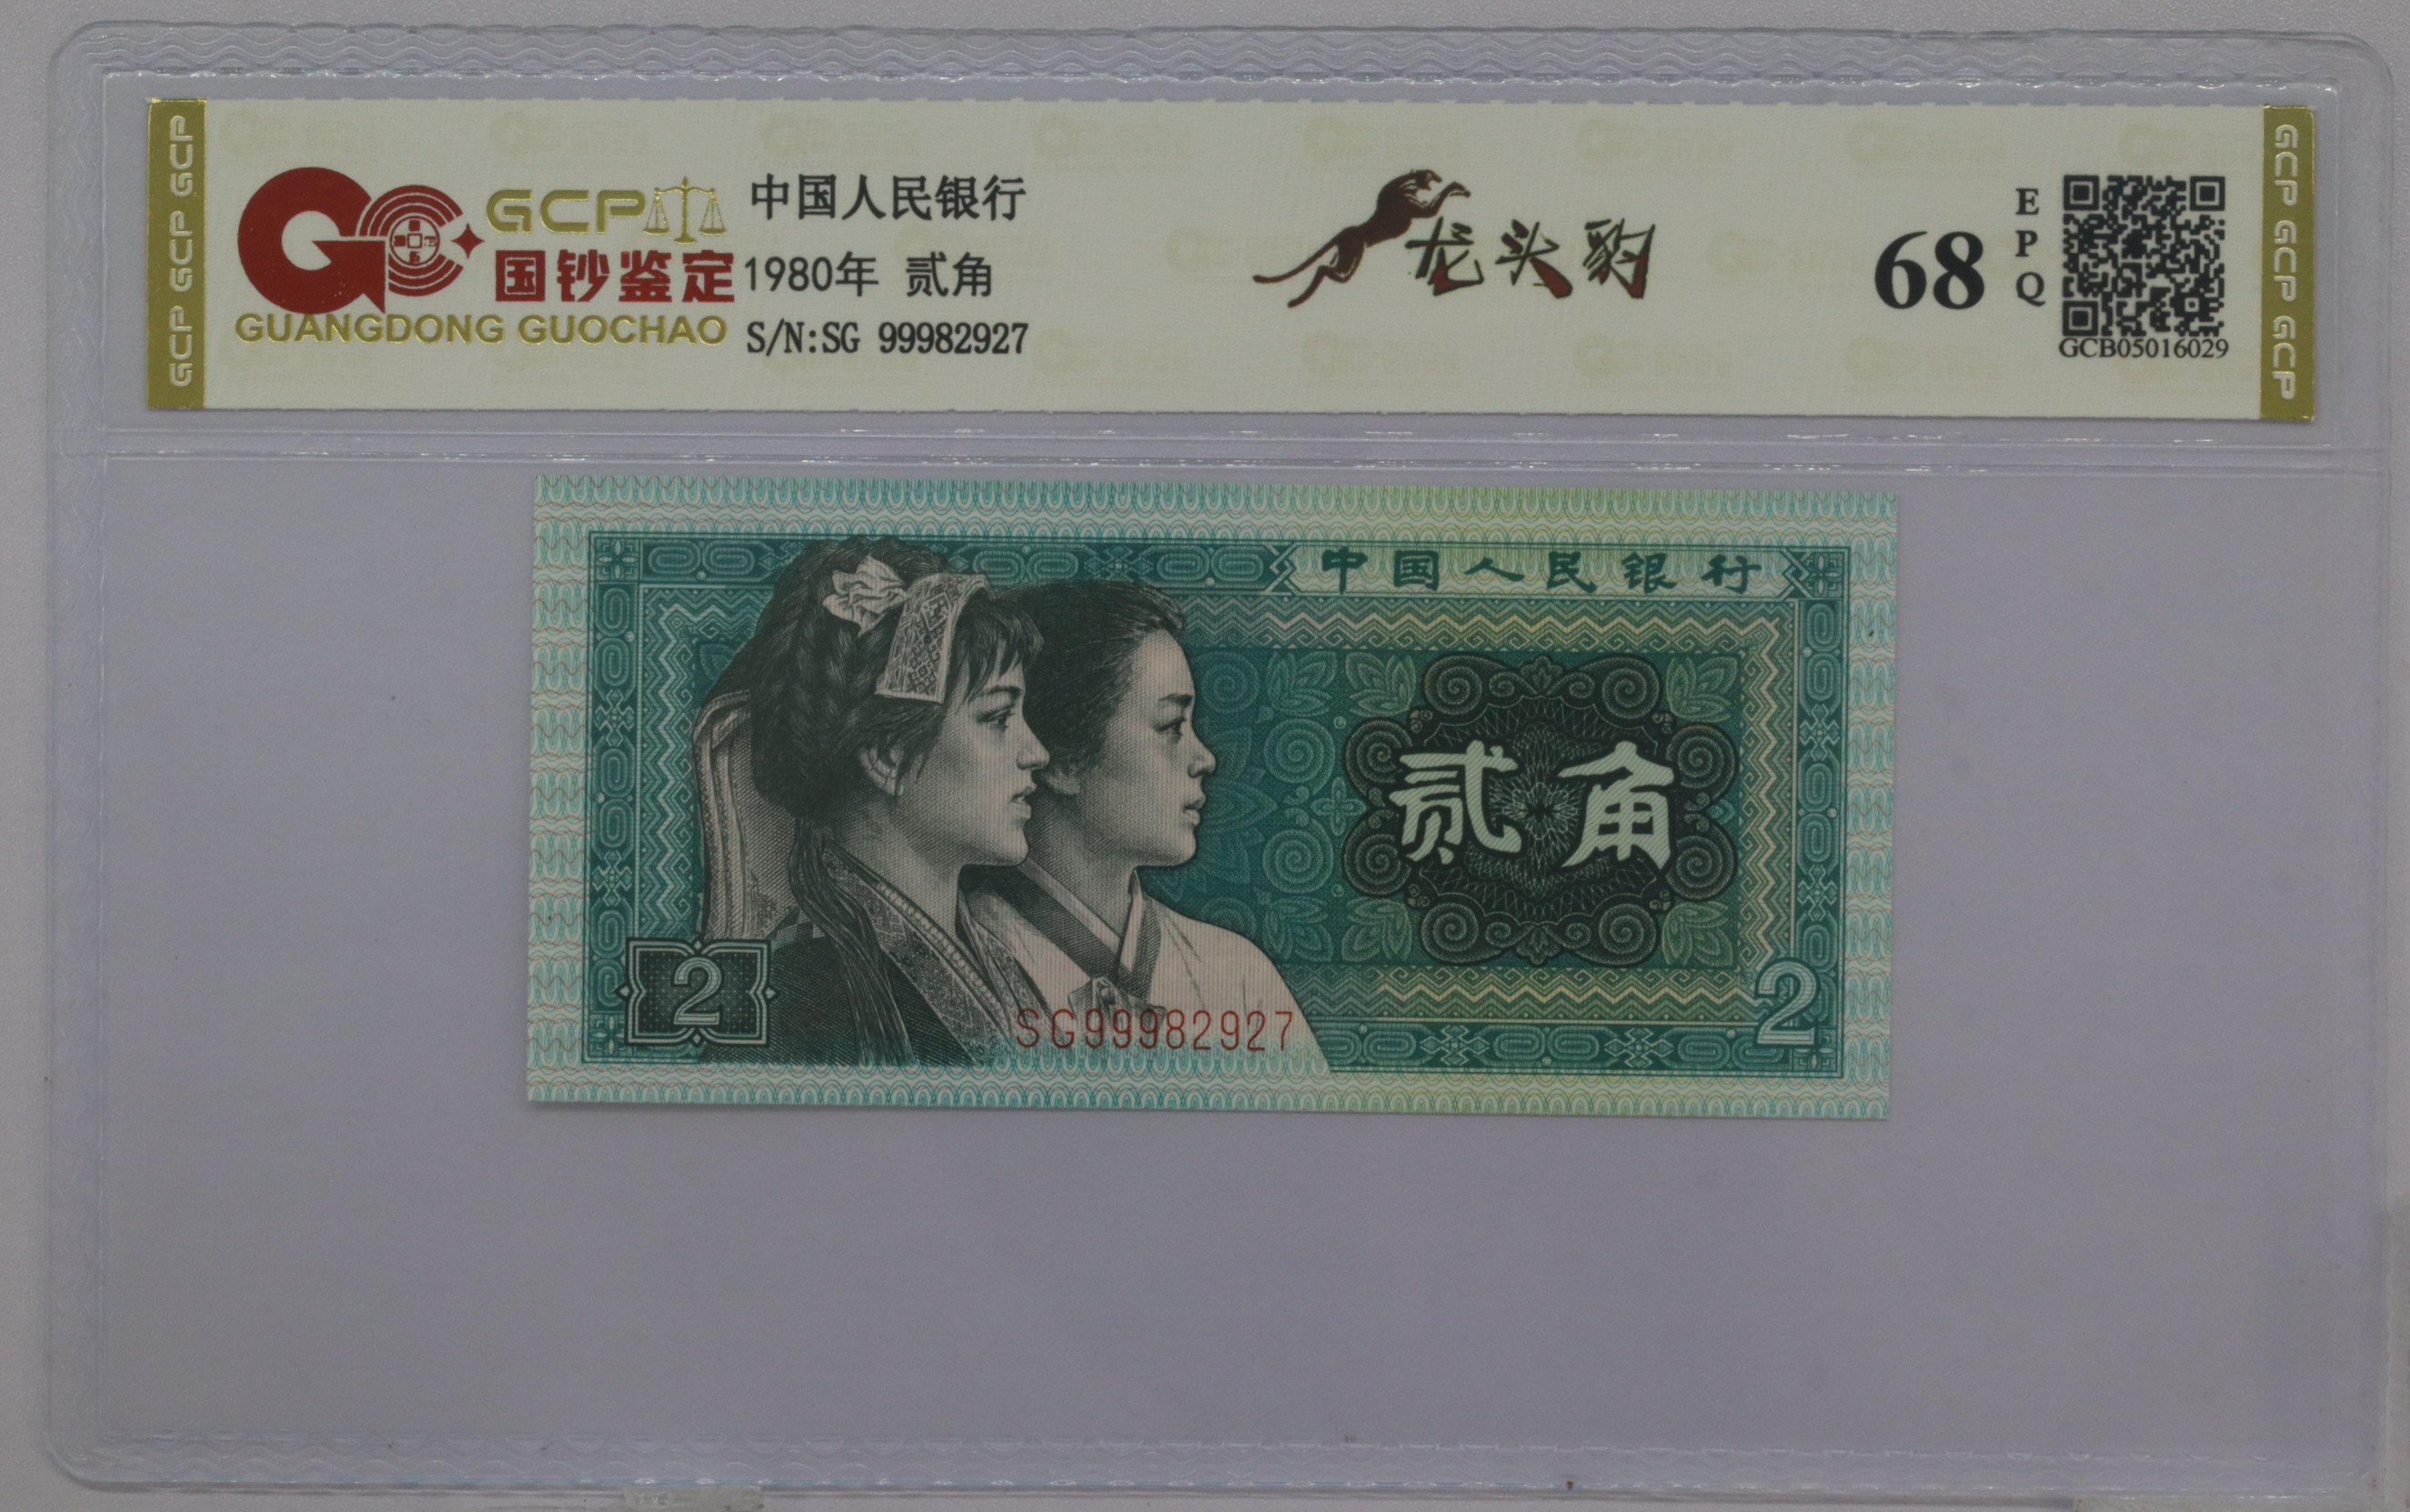 GCP GCP GCP
GCP
国钞鉴定
GUANGDONG GUOCHAO
中国人民银行
1980年 贰角
S/N:SG 99982927
龙头豹
68
EPQ
GCB05016029
GCP GCP GCP
中国人民银行
贰角
2
SG99982927
2